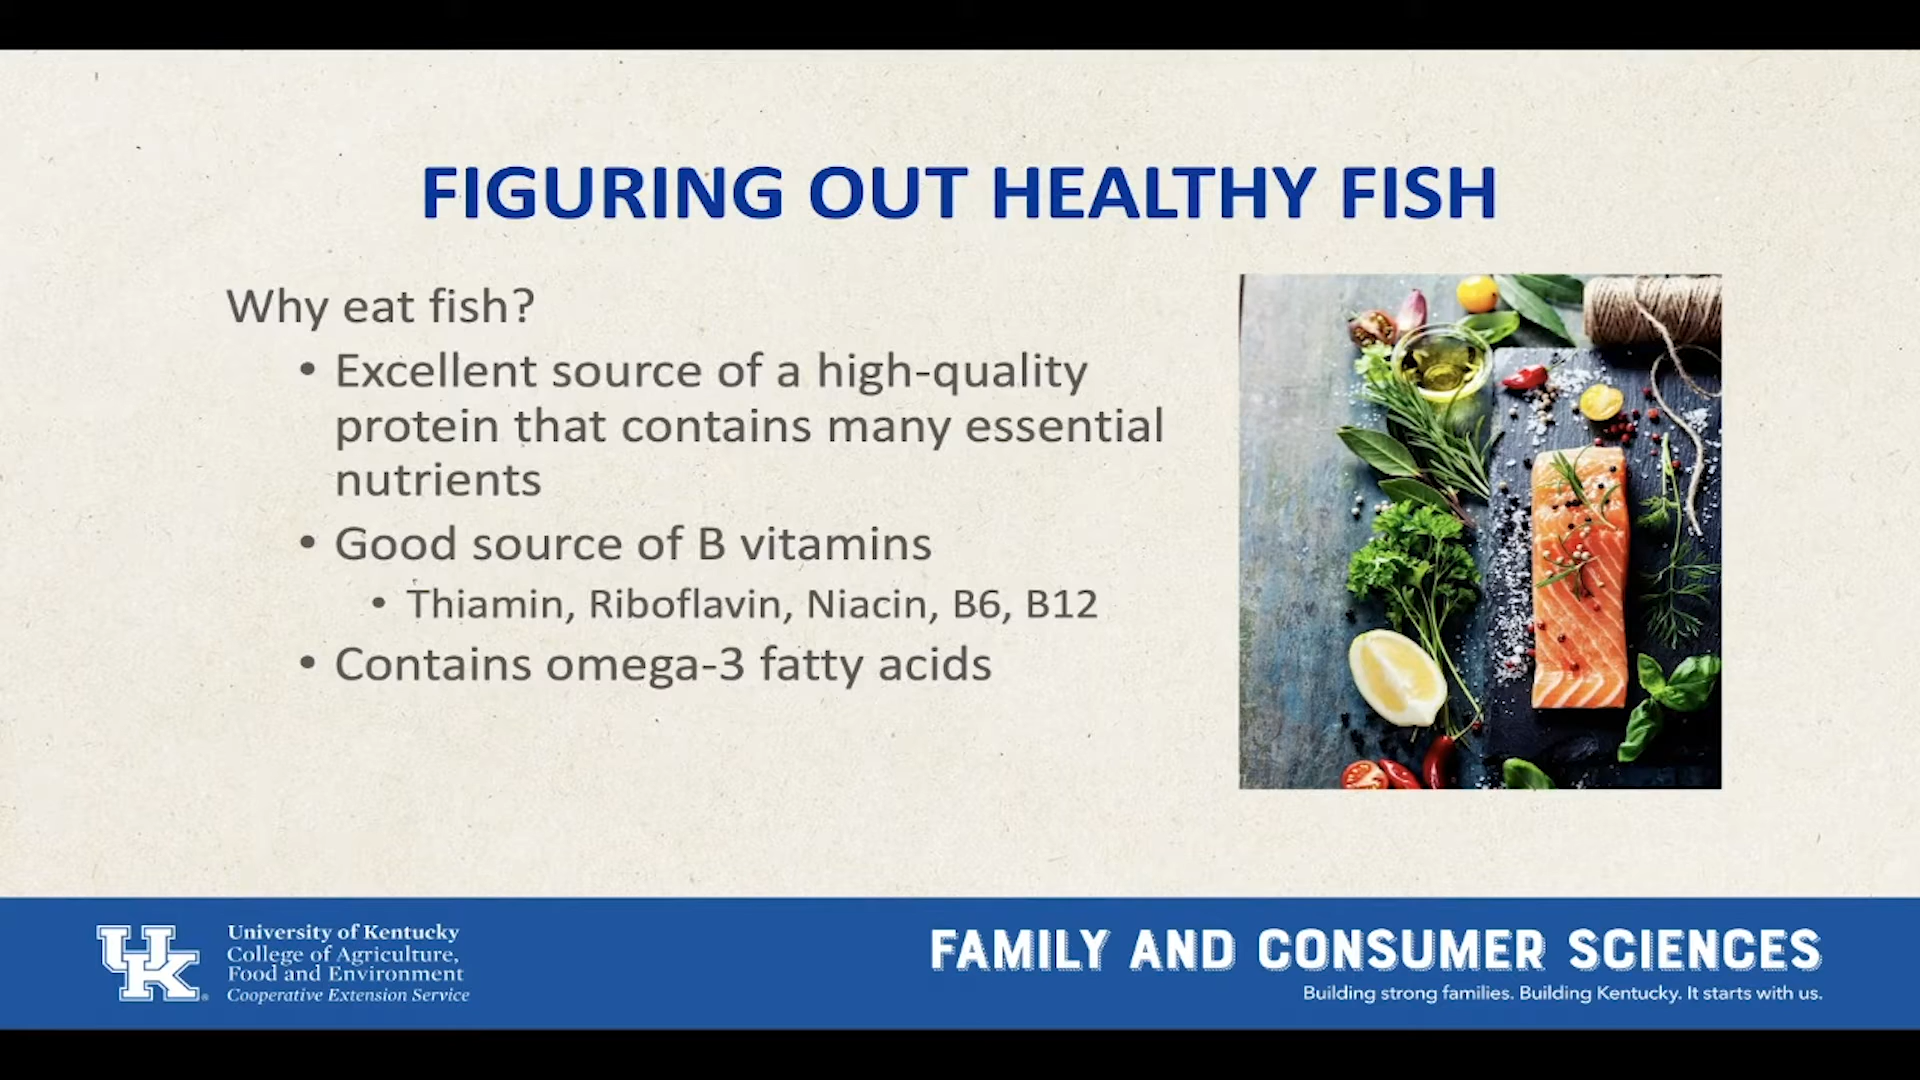 FIGURING OUT HEALTHY FISH
Why eat fish?
• Excellent source of a high-quality
protein that contains many essential
nutrients
• Good source of B vitamins
• Thiamin, Riboflavin, Niacin, B6, B12
• Contains omega-3 fatty acids
UK
University of Kentucky
College of Agriculture,
Food and Environment
Cooperative Extension Service
FAMILY AND CONSUMER SCIENCES
Building strong families. Building Kentucky. It starts with us.